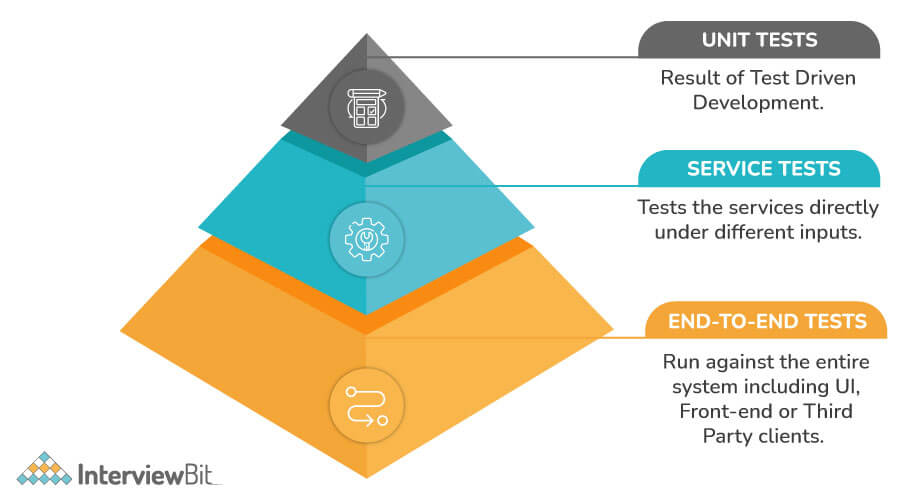 UNIT TESTS
Result of Test Driven
Development.
SERVICE TESTS
Tests the services directly
under different inputs.
END-TO-END TESTS
Run against the entire
system including UI,
Front-end or Third
Party clients.
InterviewBit